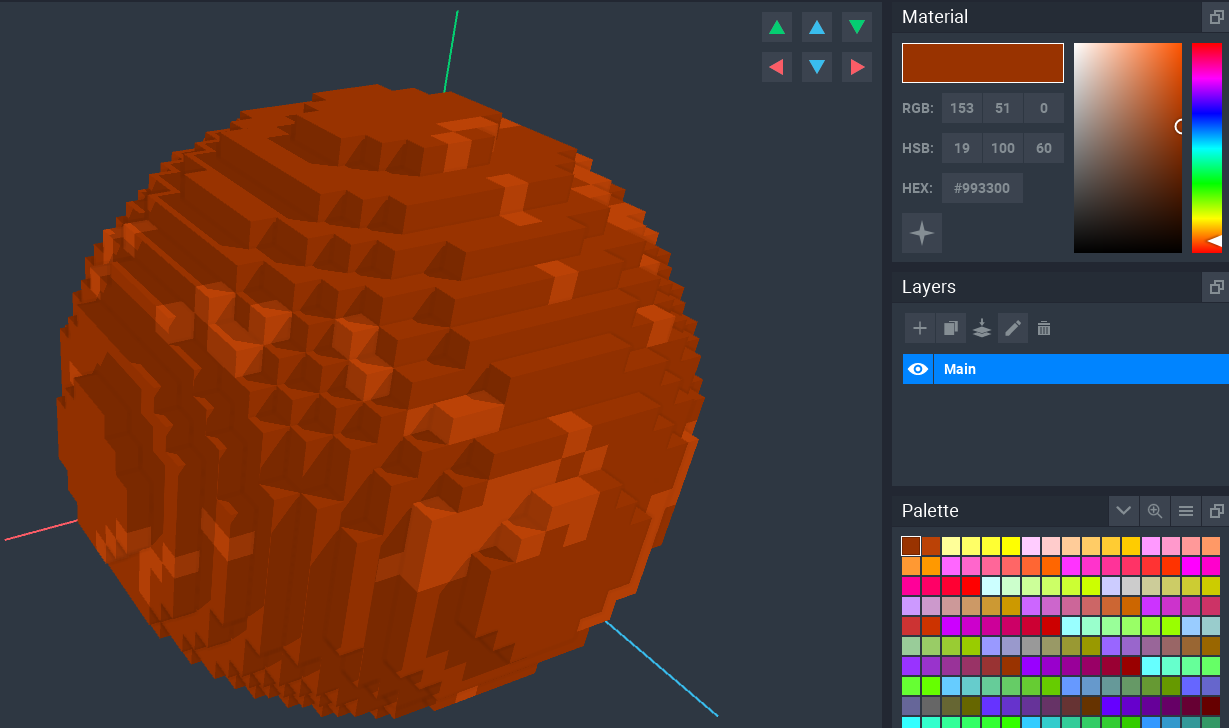 Material
RGB: 153 51 0
HSB: 19 100 60
HEX: #993300
Layers
Main
Palette